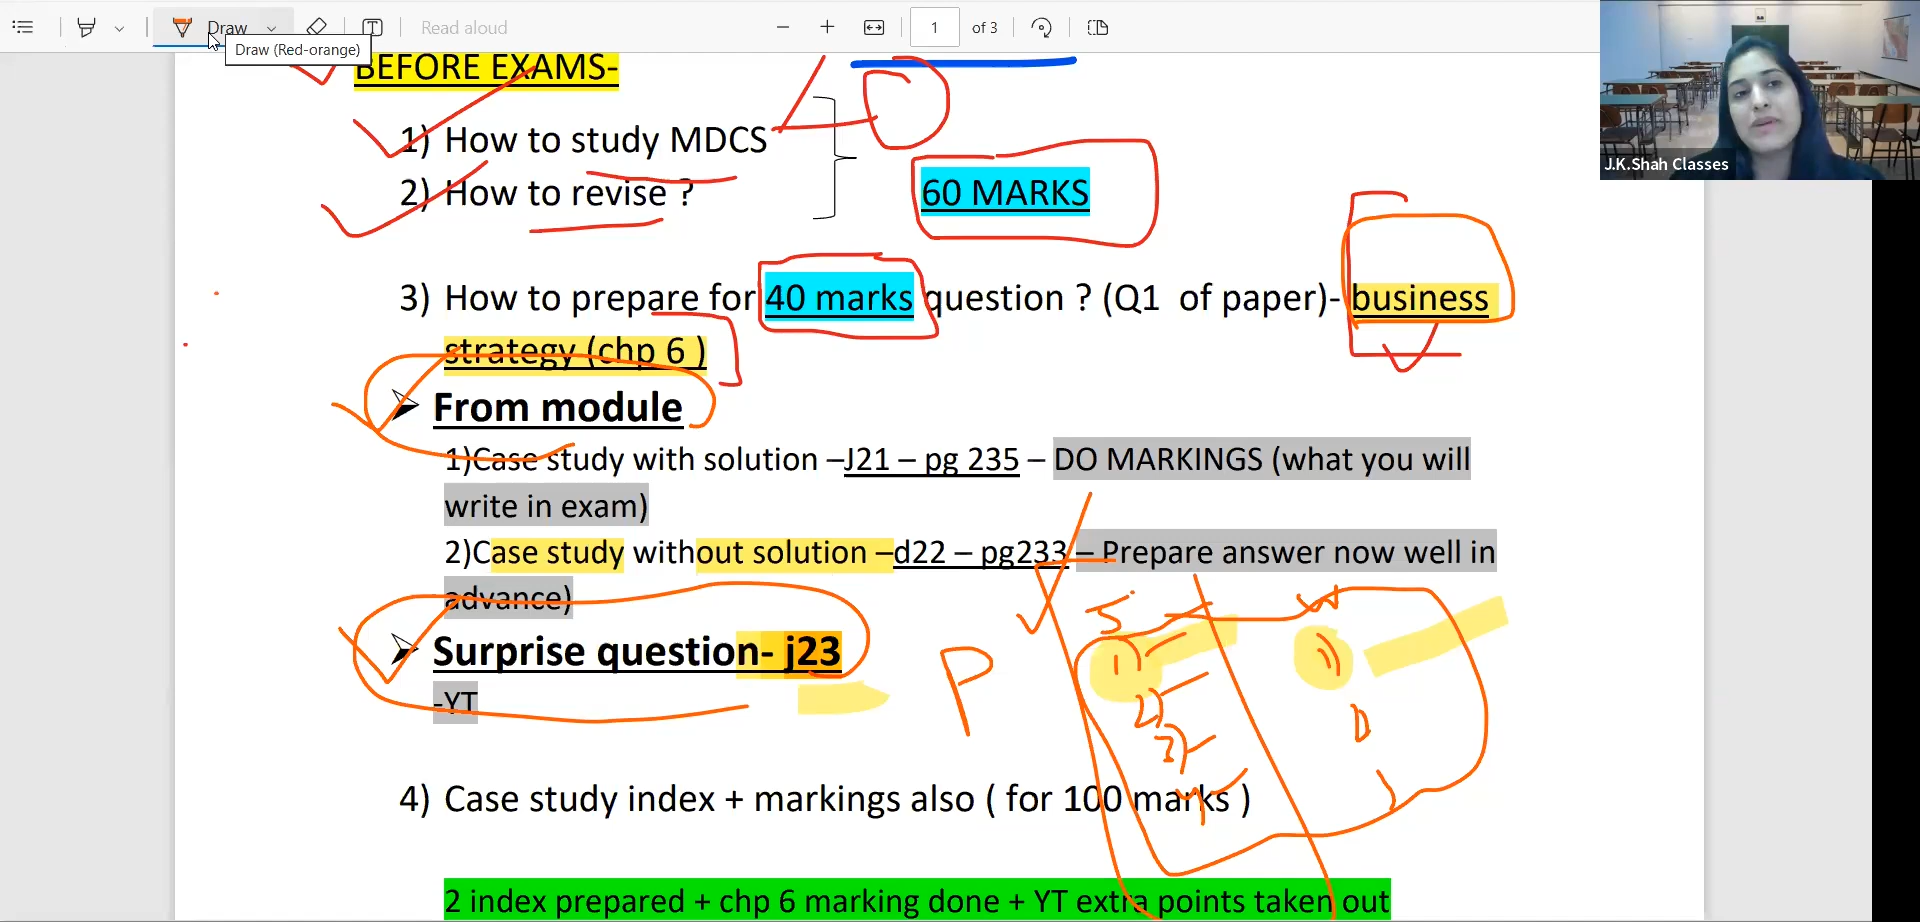 Draw
Read aloud
1
of 3
Draw (Red-orange)
J.K.Shah Classes
BEFORE EXAMS-
1) How to study MDCS
2) How to revise ?
60 MARKS
3) How to prepare for 40 marks question ? (Q1 of paper)- business
strategy (chp 6 )
➢ From module
1)Case study with solution –J21 – pg 235 – DO MARKINGS (what you will
write in exam)
2)Case study without solution –d22 – pg233 – Prepare answer now well in
advance)
➢ Surprise question- j23
-YT
P
S
W
1)
2)
3)
4) Case study index + markings also ( for 100 marks )
2 index prepared + chp 6 marking done + YT extra points taken out